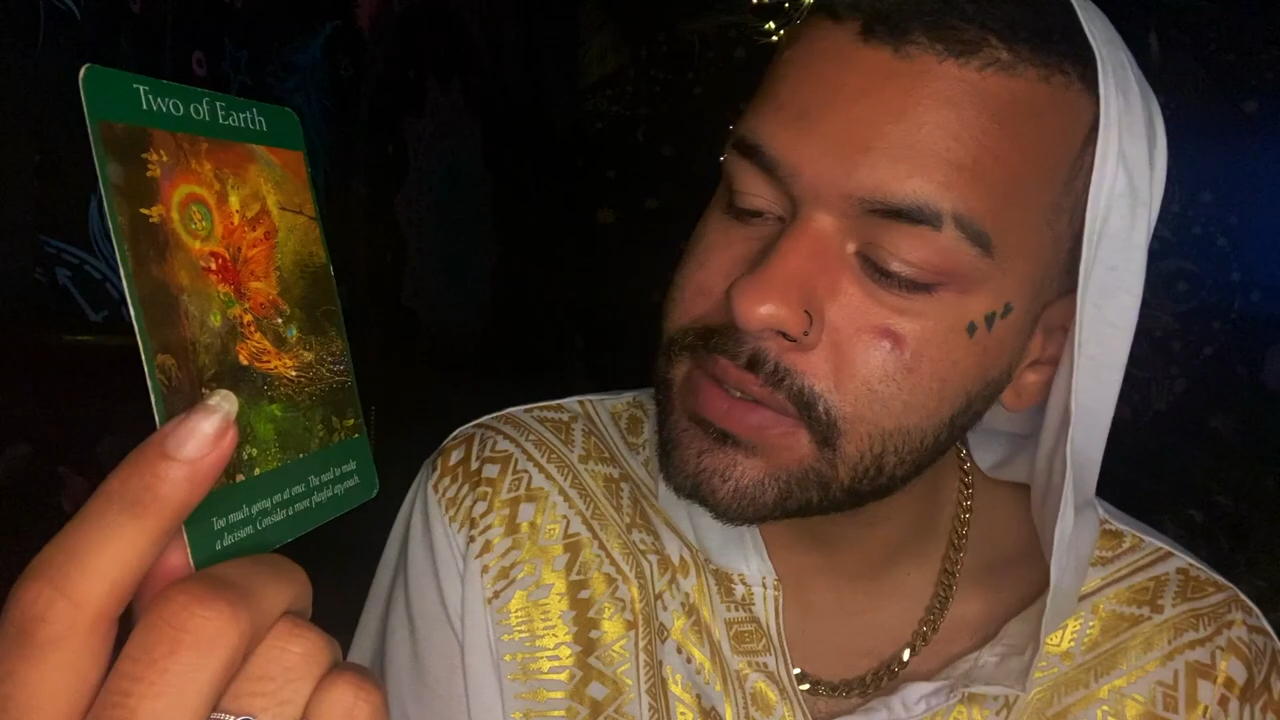 Two of Earth
Too much going on at once. The need to make
a decision. Consider a more playful approach.